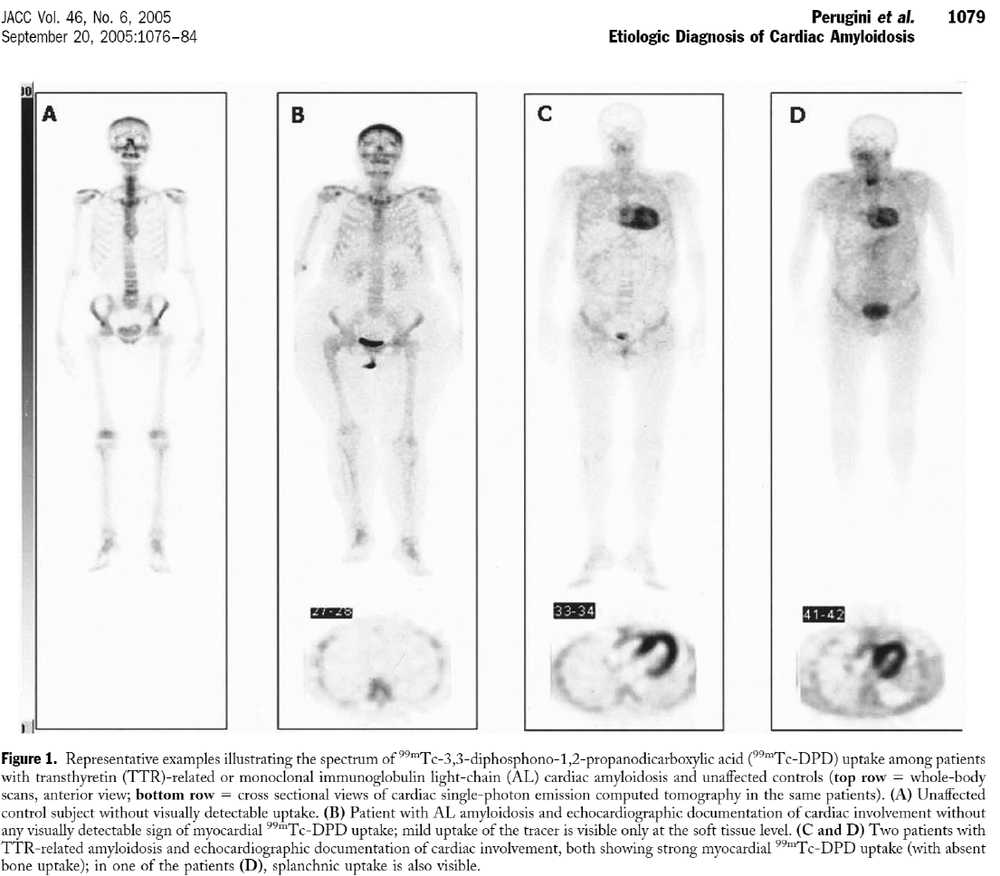 JACC Vol. 46, No. 6, 2005
September 20, 2005:1076–84
Perugini et al. 1079
Etiologic Diagnosis of Cardiac Amyloidosis
A
B
C
D
27-28
33-34
41-42
Figure 1. Representative examples illustrating the spectrum of 99mTc-3,3-diphosphono-1,2-propanodicarboxylic acid (99mTc-DPD) uptake among patients
with transthyretin (TTR)-related or monoclonal immunoglobulin light-chain (AL) cardiac amyloidosis and unaffected controls (top row = whole-body
scans, anterior view; bottom row = cross sectional views of cardiac single-photon emission computed tomography in the same patients). (A) Unaffected
control subject without visually detectable uptake. (B) Patient with AL amyloidosis and echocardiographic documentation of cardiac involvement without
any visually detectable sign of myocardial 99mTc-DPD uptake; mild uptake of the tracer is visible only at the soft tissue level. (C and D) Two patients with
TTR-related amyloidosis and echocardiographic documentation of cardiac involvement, both showing strong myocardial 99mTc-DPD uptake (with absent
bone uptake); in one of the patients (D), splanchnic uptake is also visible.